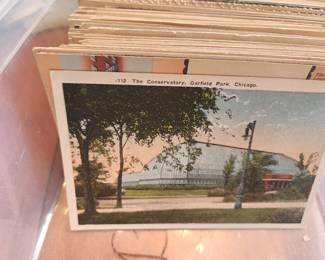 112 The Conservatory, Garfield Park, Chicago.